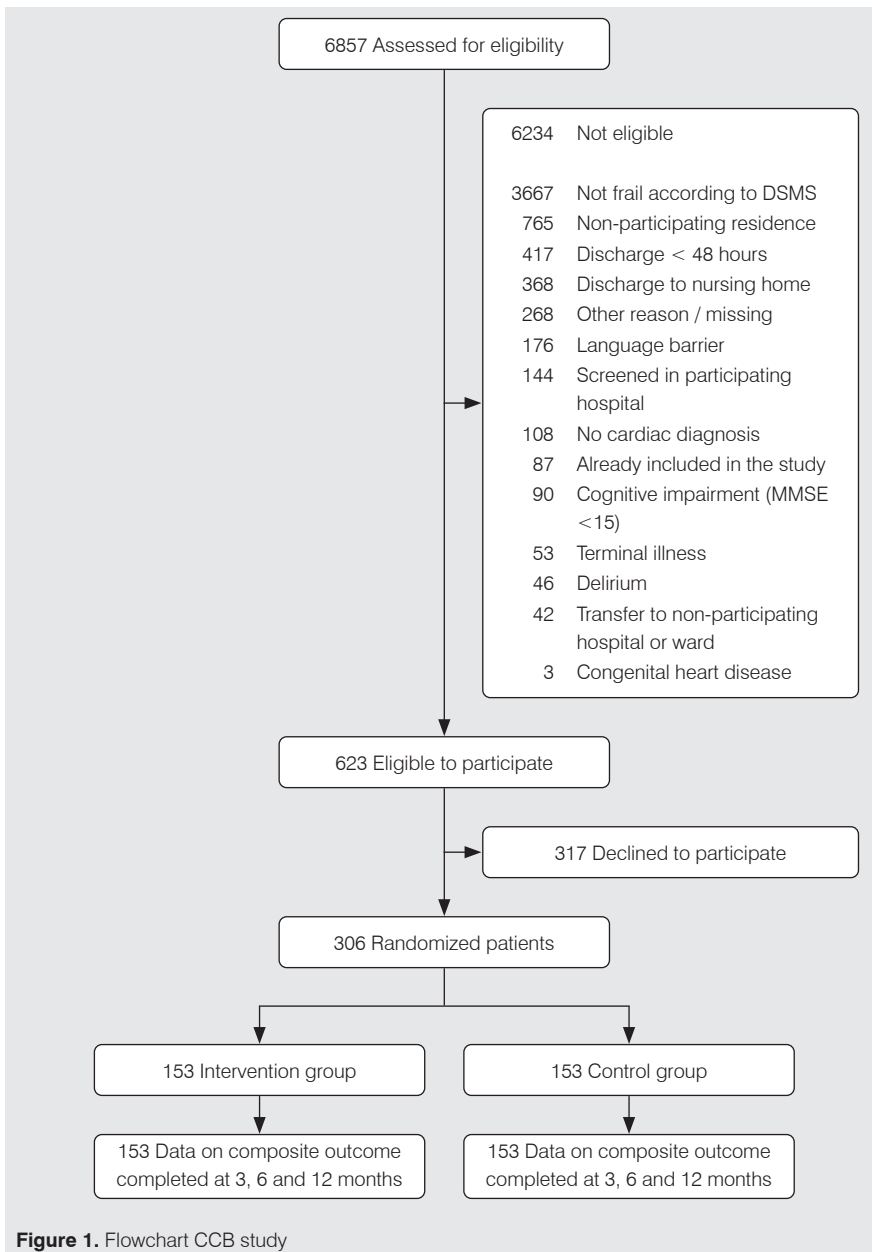 6857 Assessed for eligibility
6234 Not eligible
3667 Not frail according to DSMS
765 Non-participating residence
417 Discharge < 48 hours
368 Discharge to nursing home
268 Other reason / missing
176 Language barrier
144 Screened in participating
hospital
108 No cardiac diagnosis
87 Already included in the study
90 Cognitive impairment (MMSE
<15)
53 Terminal illness
46 Delirium
42 Transfer to non-participating
hospital or ward
3 Congenital heart disease
623 Eligible to participate
317 Declined to participate
306 Randomized patients
153 Intervention group
153 Control group
153 Data on composite outcome
completed at 3, 6 and 12 months
153 Data on composite outcome
completed at 3, 6 and 12 months
Figure 1. Flowchart CCB study